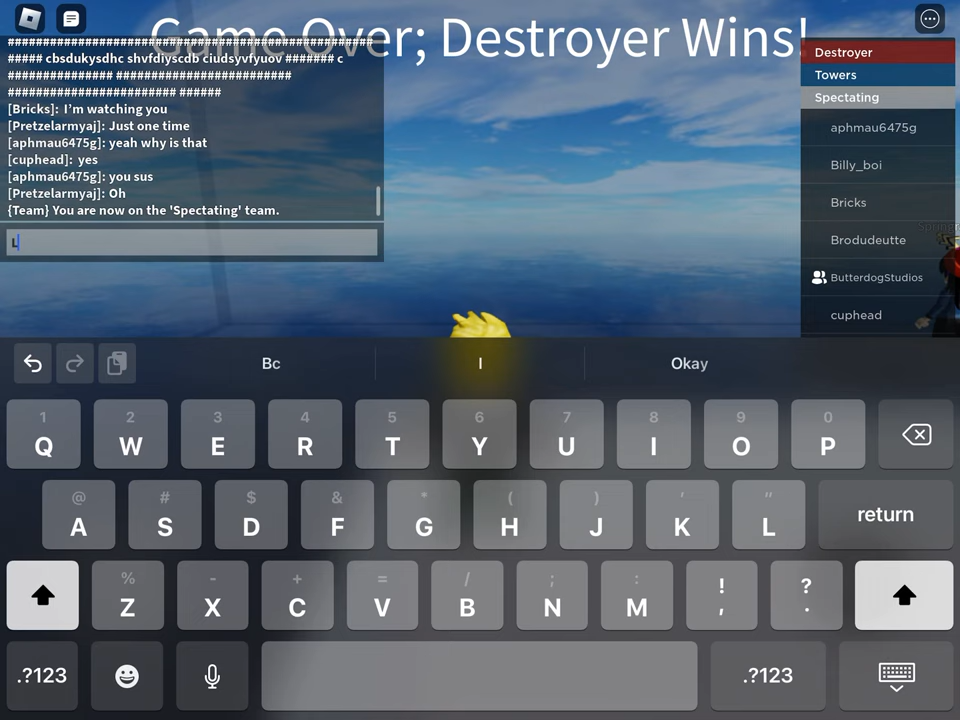 Game Over; Destroyer Wins!
##### cbsdukysdhc shvfdiyscdb ciudsyvfyuov ####### c
############### #########################
######################## ######
[Bricks]: I'm watching you
[Pretzelarmyaj]: Just one time
[aphmau6475g]: yeah why is that
[cuphead]: yes
[aphmau6475g]: you sus
[Pretzelarmyaj]: Oh
{Team} You are now on the 'Spectating' team.
L
Destroyer
Towers
Spectating
aphmau6475g
Billy_boi
Bricks
Brodudeutte
ButterdogStudios
cuphead
Bc I Okay
1 2 3 4 5 6 7 8 9 0
Q W E R T Y U I O P
@ # $ & * ( ) ' "
A S D F G H J K L return
% - + = / ; : ! ?
Z X C V B N M , .
.?123 .?123